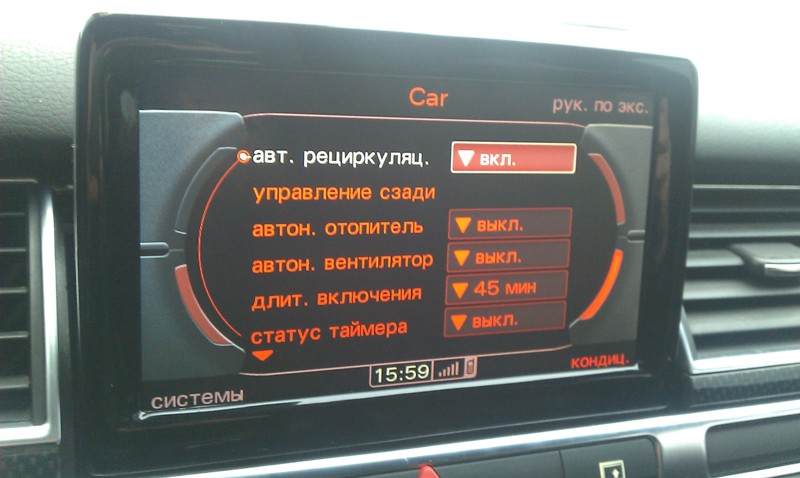 Car
рук. по экс.
авт. рециркуляц. вкл.
управление сзади
автон. отопитель выкл.
автон. вентилятор выкл.
длит. включения 45 мин
статус таймера выкл.
15:59
кондиц.
системы